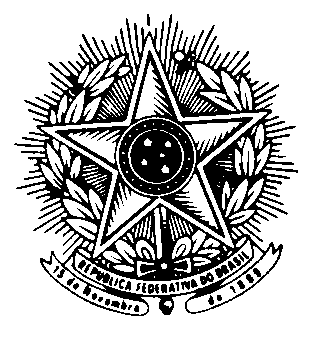 REPÚBLICA FEDERATIVA DO BRASIL
15 de Novembro
de 1889